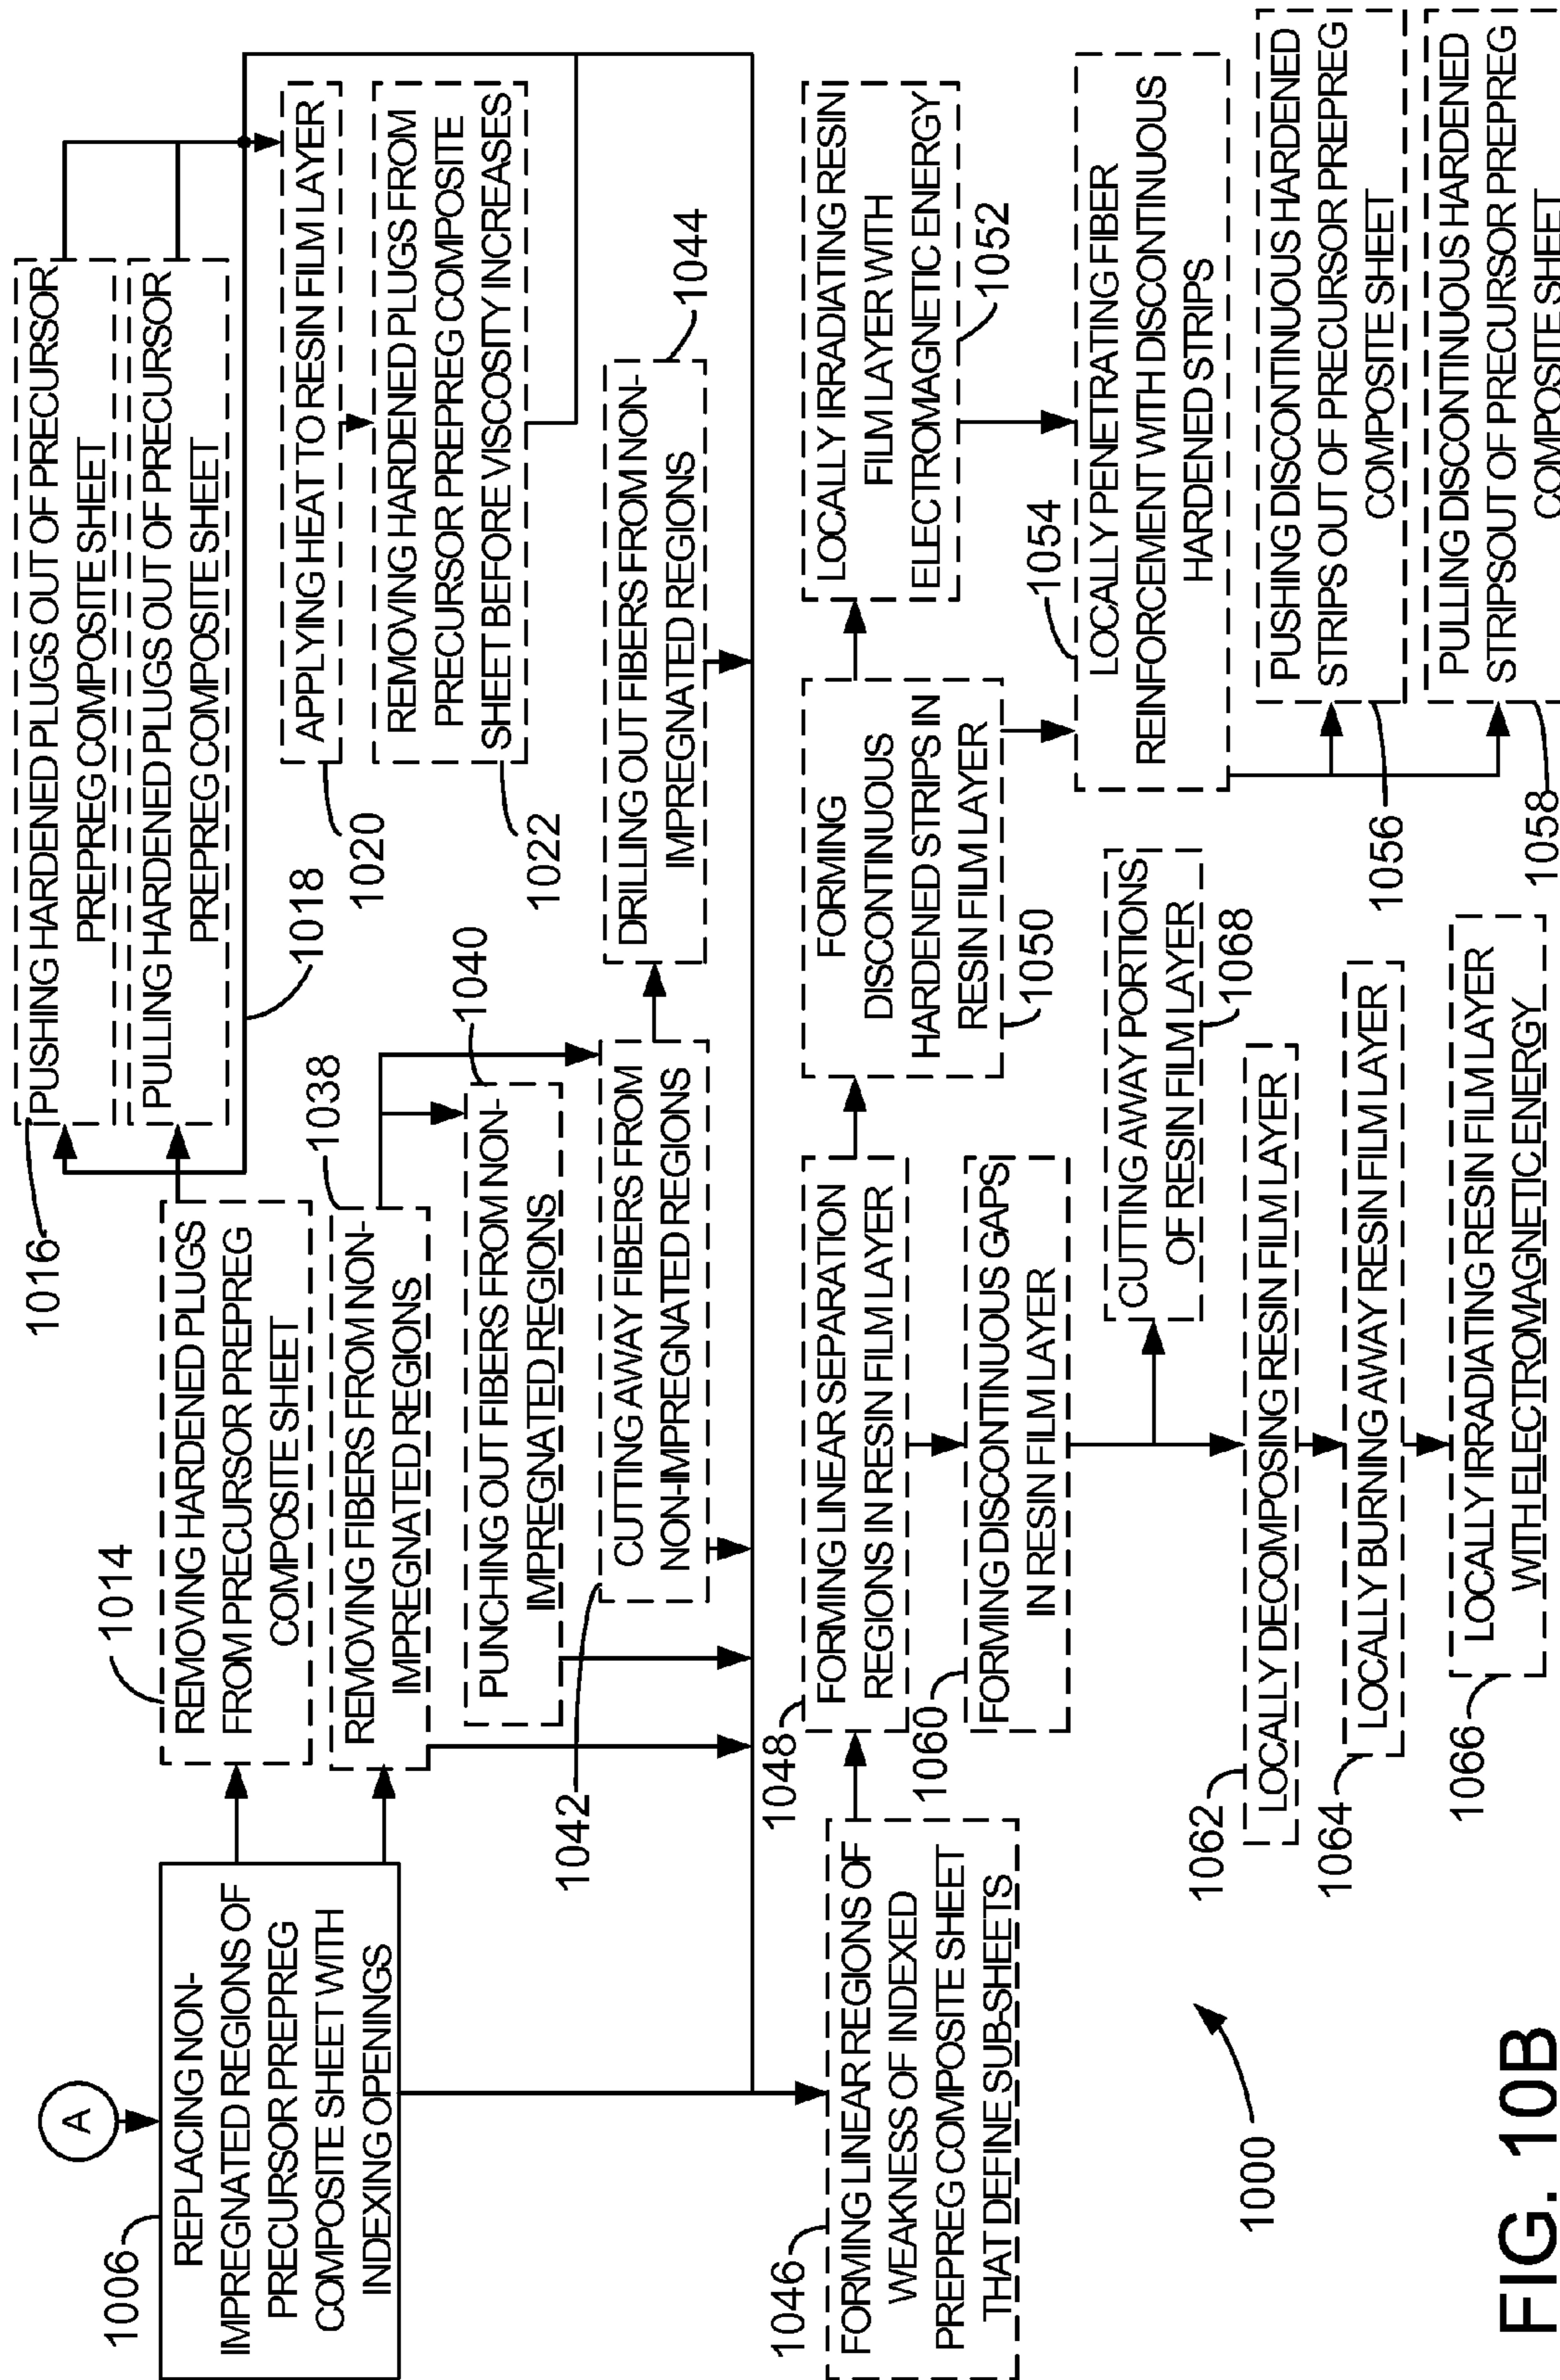 A
1006
REPLACING NON-
IMPREGNATED REGIONS OF
PRECURSOR PREPREG
COMPOSITE SHEET WITH
INDEXING OPENINGS
1014
REMOVING HARDENED PLUGS
FROM PRECURSOR PREPREG
COMPOSITE SHEET
1016
PUSHING HARDENED PLUGS OUT OF PRECURSOR
PREPREG COMPOSITE SHEET
PULLING HARDENED PLUGS OUT OF PRECURSOR
PREPREG COMPOSITE SHEET
1018
APPLYING HEAT TO RESIN FILM LAYER
1020
REMOVING HARDENED PLUGS FROM
PRECURSOR PREPREG COMPOSITE
SHEET BEFORE VISCOSITY INCREASES
1022
1038
REMOVING FIBERS FROM NON-
IMPREGNATED REGIONS
1040
PUNCHING OUT FIBERS FROM NON-
IMPREGNATED REGIONS
1042
CUTTING AWAY FIBERS FROM
NON-IMPREGNATED REGIONS
1044
DRILLING OUT FIBERS FROM NON-
IMPREGNATED REGIONS
1046
FORMING LINEAR REGIONS OF
WEAKNESS OF INDEXED
PREPREG COMPOSITE SHEET
THAT DEFINE SUB-SHEETS
1048
FORMING LINEAR SEPARATION
REGIONS IN RESIN FILM LAYER
FORMING
DISCONTINUOUS
HARDENED STRIPS IN
RESIN FILM LAYER
1050
LOCALLY IRRADIATING RESIN
FILM LAYER WITH
ELECTROMAGNETIC ENERGY
1052
1054
LOCALLY PENETRATING FIBER
REINFORCEMENT WITH DISCONTINUOUS
HARDENED STRIPS
PUSHING DISCONTINUOUS HARDENED
STRIPS OUT OF PRECURSOR PREPREG
COMPOSITE SHEET
1056
PULLING DISCONTINUOUS HARDENED
STRIPSOUT OF PRECURSOR PREPREG
COMPOSITE SHEET
1058
1060
FORMING DISCONTINUOUS GAPS
IN RESIN FILM LAYER
CUTTING AWAY PORTIONS
OF RESIN FILM LAYER
1068
1062
LOCALLY DECOMPOSING RESIN FILM LAYER
1064
LOCALLY BURNING AWAY RESIN FILM LAYER
1066
LOCALLY IRRADIATING RESIN FILM LAYER
WITH ELECTROMAGNETIC ENERGY
1000
FIG. 10B